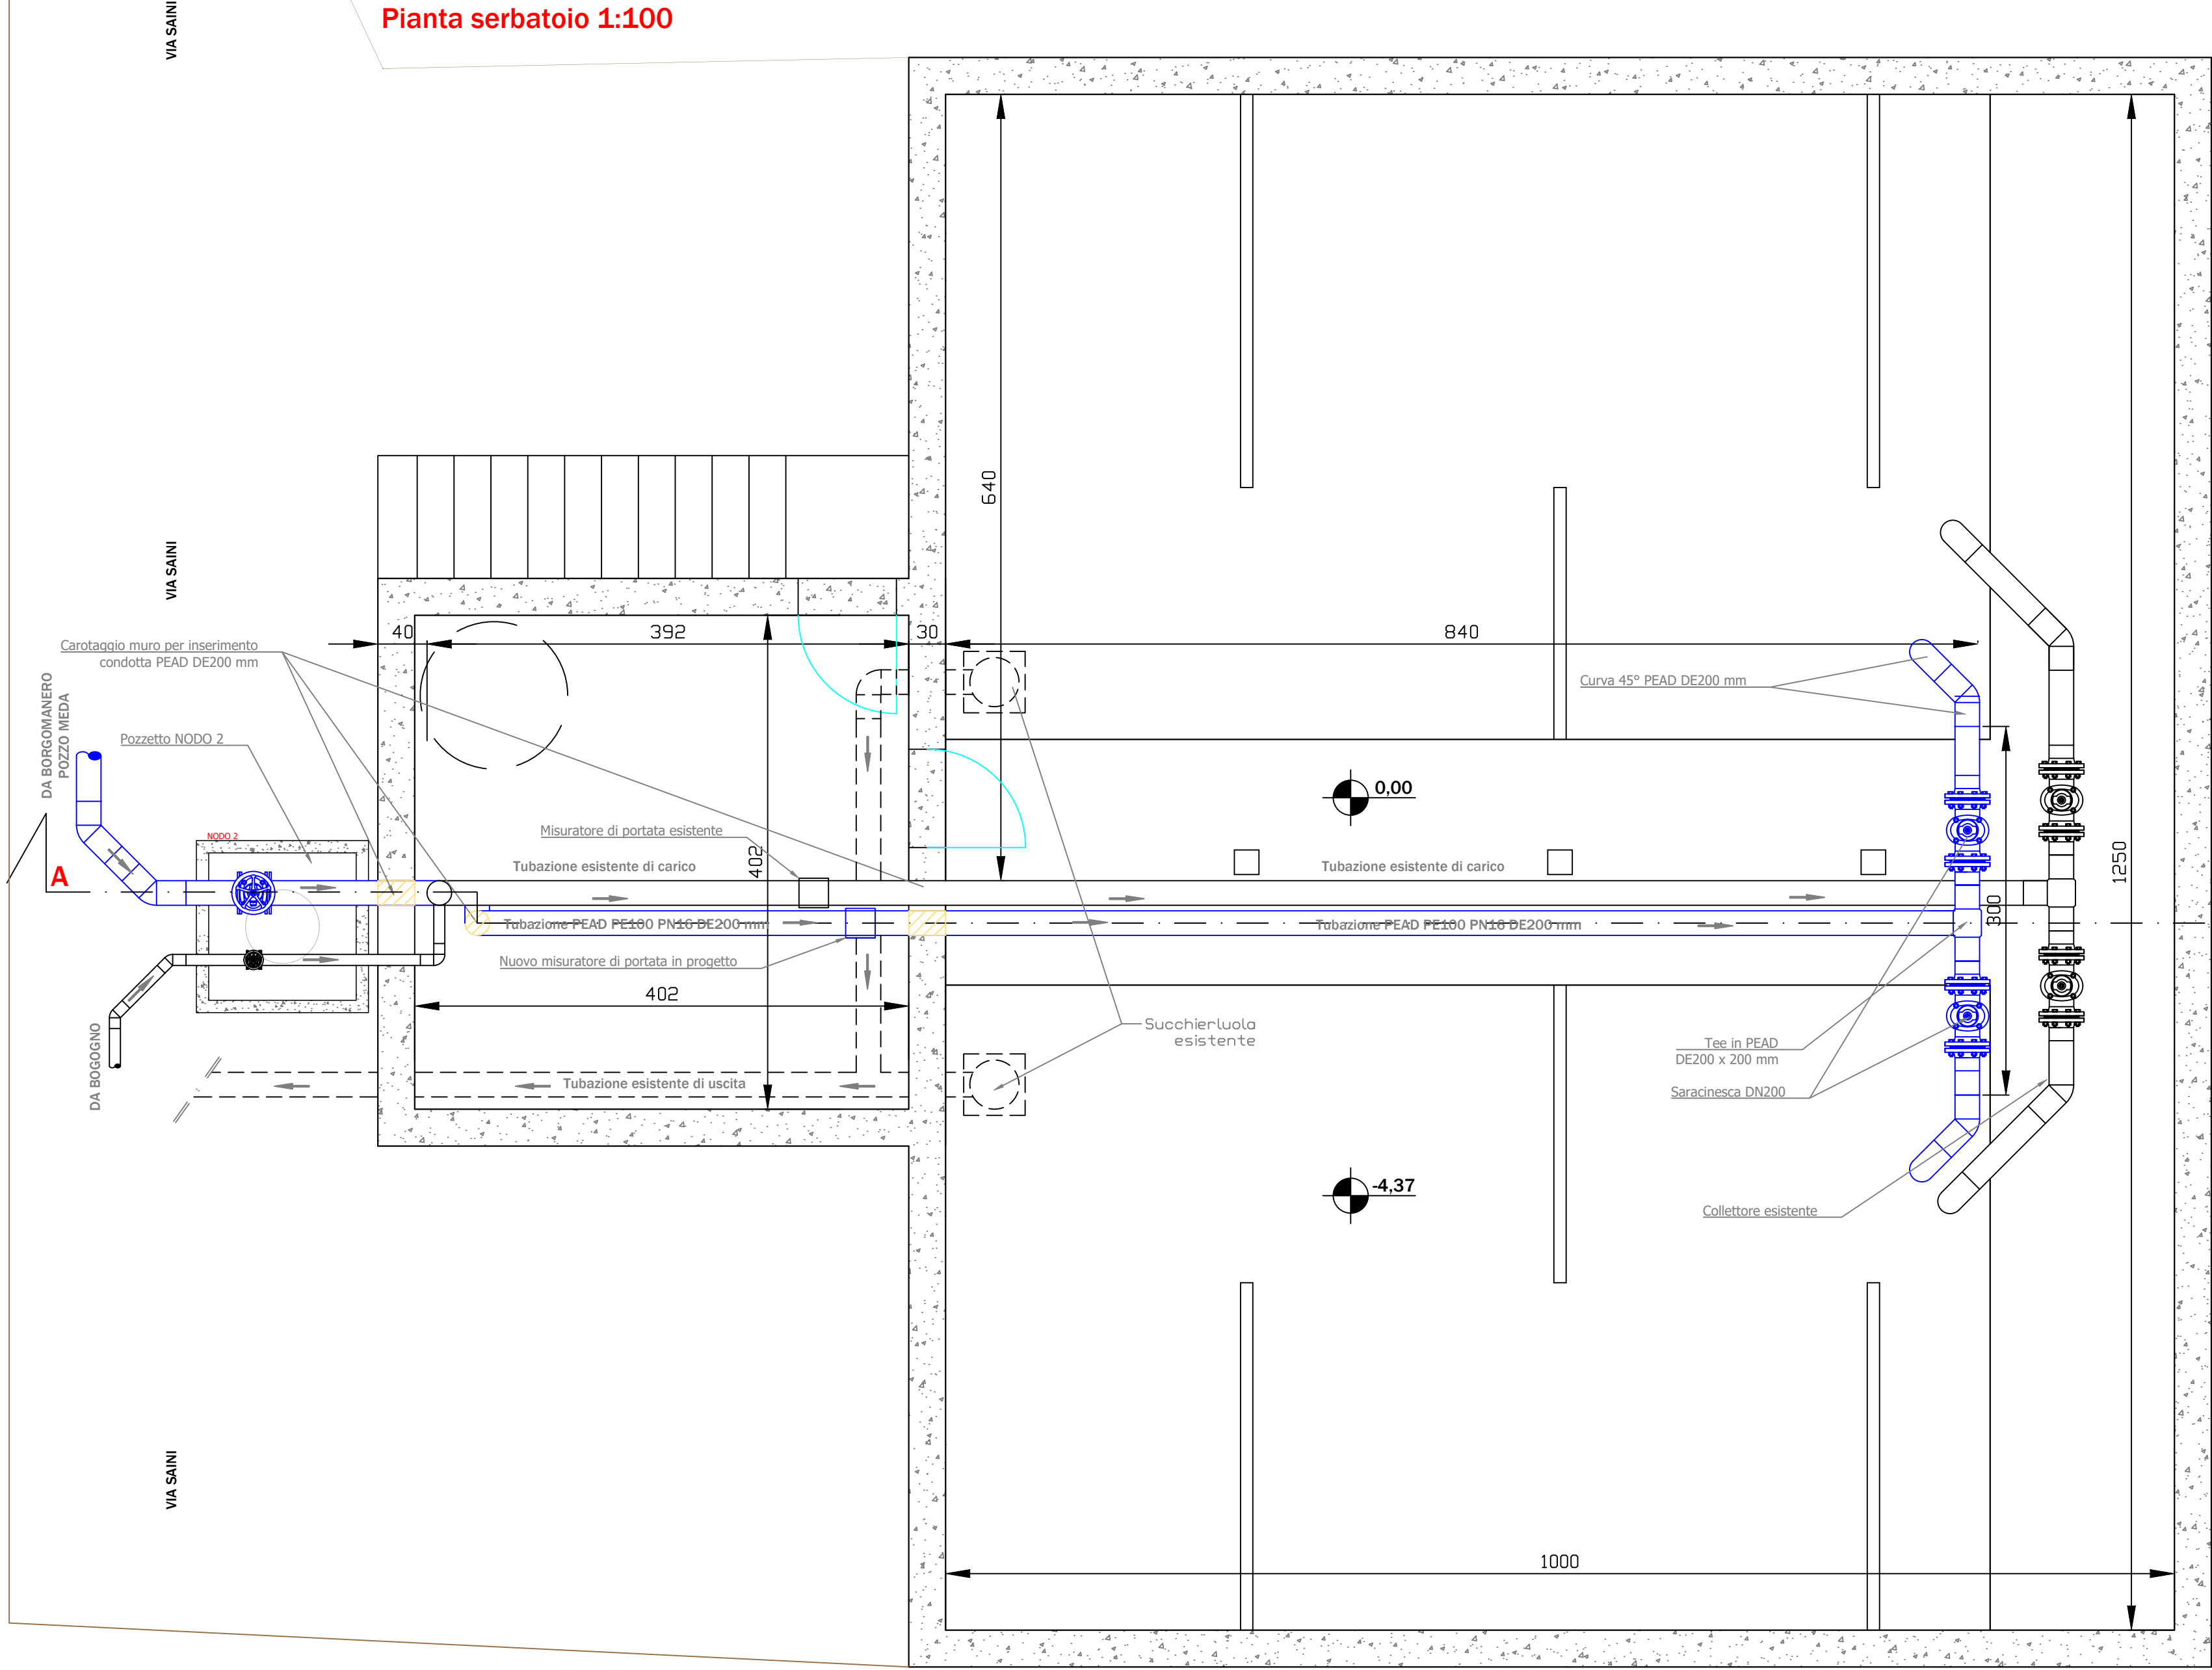 Pianta serbatoio 1:100
VIA SAINI
VIA SAINI
VIA SAINI
640
40
392
30
840
Carotaggio muro per inserimento
condotta PEAD DE200 mm
DA BORGOMANERO
POZZO MEDA
Pozzetto NODO 2
Curva 45° PEAD DE200 mm
0,00
NODO 2
Misuratore di portata esistente
Tubazione esistente di carico
402
Tubazione esistente di carico
1250
A
300
Tubazione PEAD PE100 PN16 DE200 mm
Tubazione PEAD PE100 PN16 DE200 mm
Nuovo misuratore di portata in progetto
402
DA BOGOGNO
Succhierluola
esistente
Tee in PEAD
DE200 x 200 mm
Tubazione esistente di uscita
Saracinesca DN200
-4,37
Collettore esistente
1000